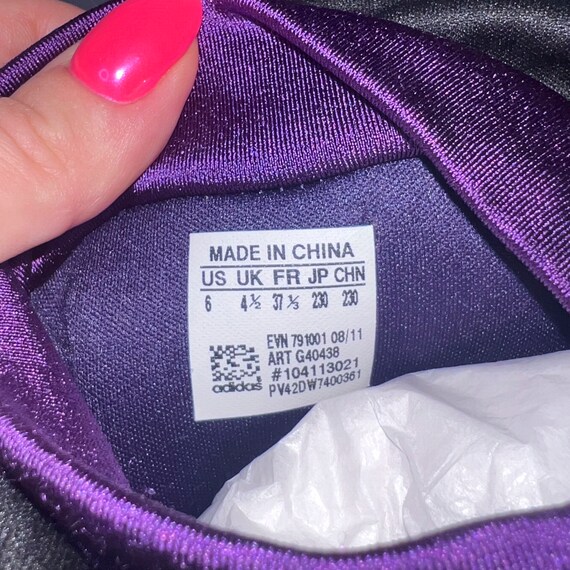 MADE IN CHINA
US UK FR JP CHN
6 4½ 37⅓ 230 230
EVN 791001 08/11
ART G40438
#104113021
PV42DW7400361
adidas